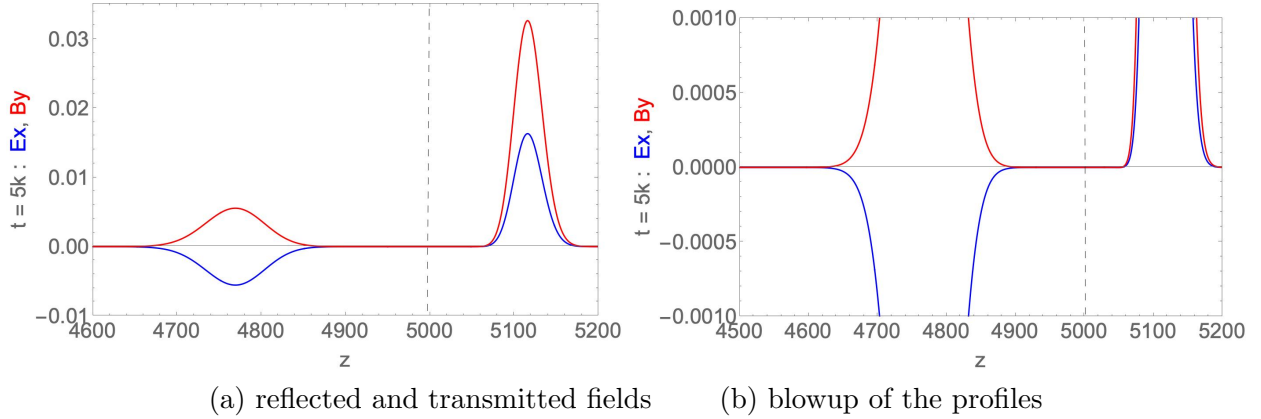 t = 5k : Ex, By
0.03
0.02
0.01
0.00
−0.01
4600 4700 4800 4900 5000 5100 5200
z
t = 5k : Ex, By
0.0010
0.0005
0.0000
−0.0005
−0.0010
4500 4600 4700 4800 4900 5000 5100 5200
z
(a) reflected and transmitted fields
(b) blowup of the profiles